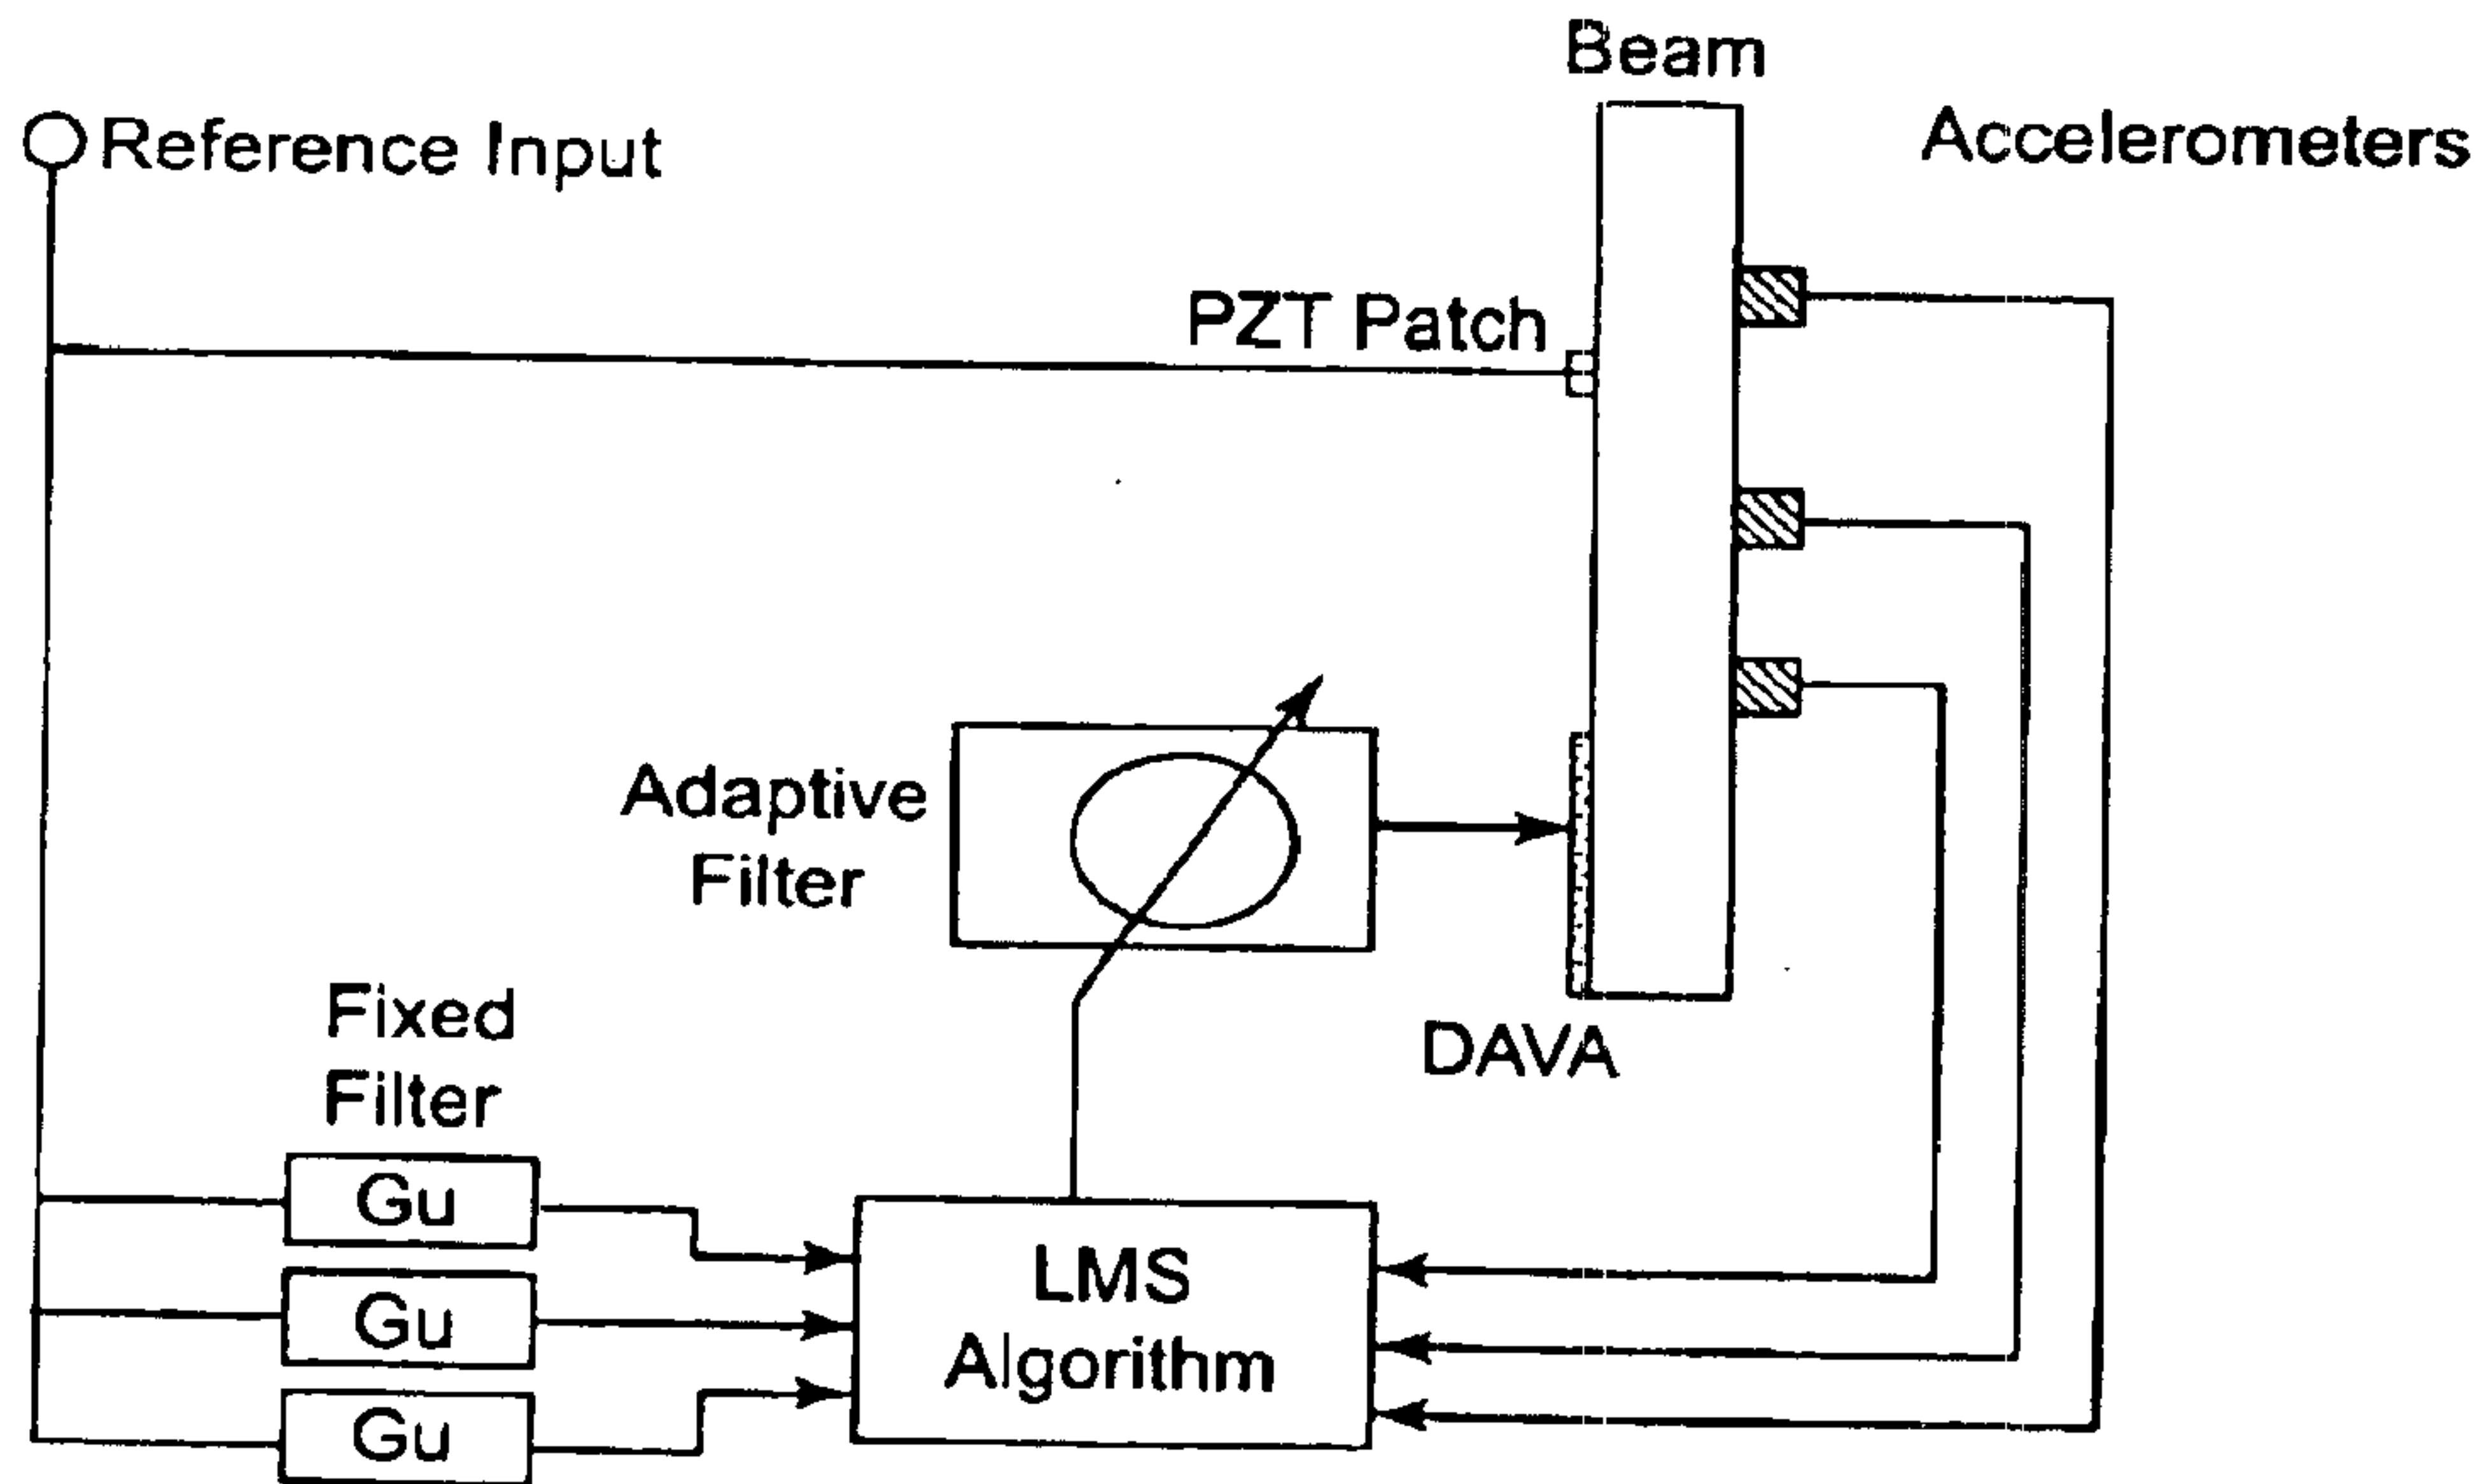 Beam
Reference Input
Accelerometers
PZT Patch
Adaptive
Filter
Fixed
Filter
DAVA
Gu
Gu
Gu
LMS
Algorithm